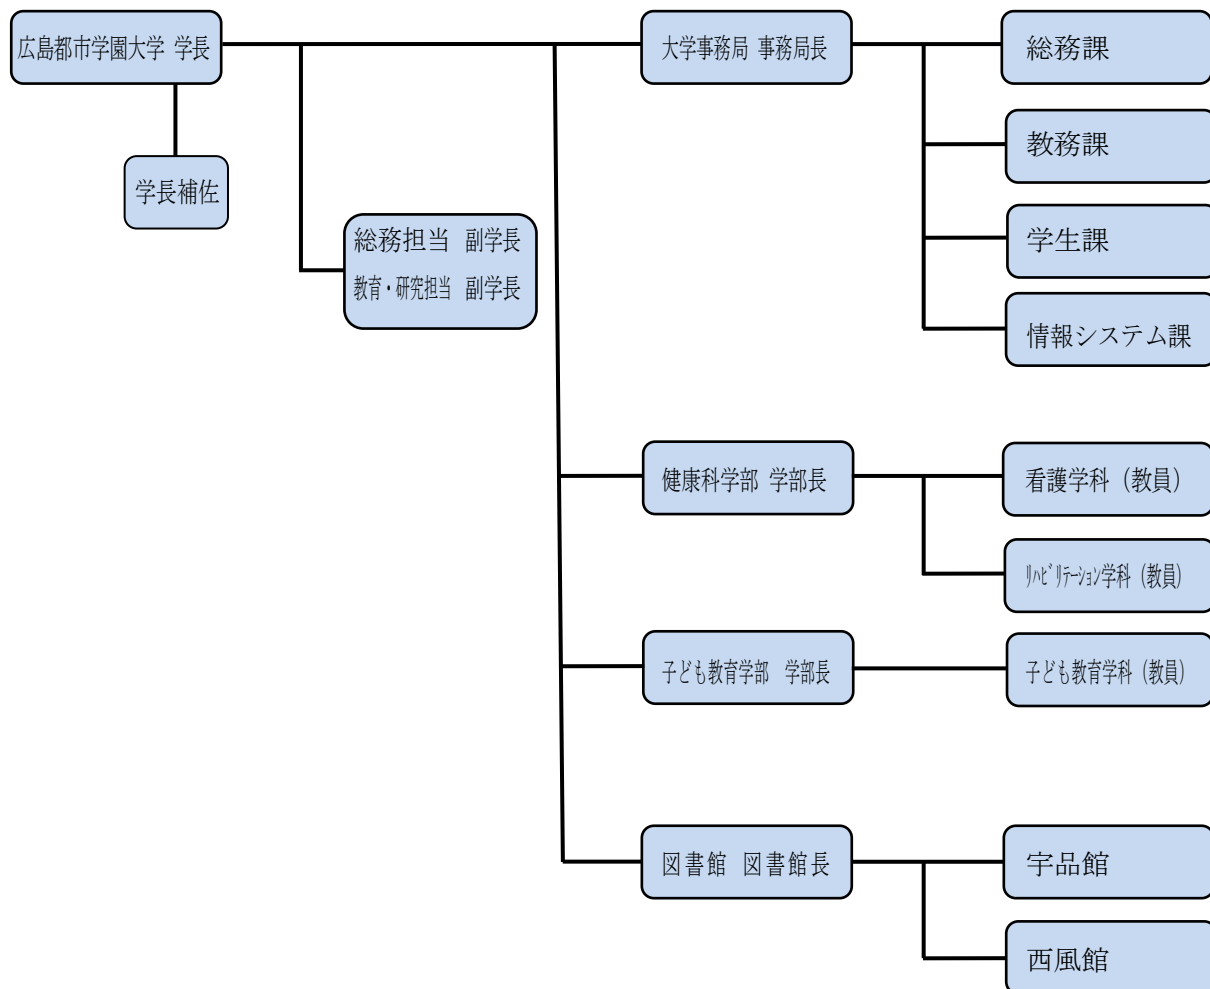 広島都市学園大学 学長
学長補佐
総務担当 副学長
教育・研究担当 副学長
大学事務局 事務局長
総務課
教務課
学生課
情報システム課
健康科学部 学部長
看護学科（教員）
ﾘﾊﾋﾞﾘﾃｰｼｮﾝ学科（教員）
子ども教育学部 学部長
子ども教育学科（教員）
図書館 図書館長
宇品館
西風館